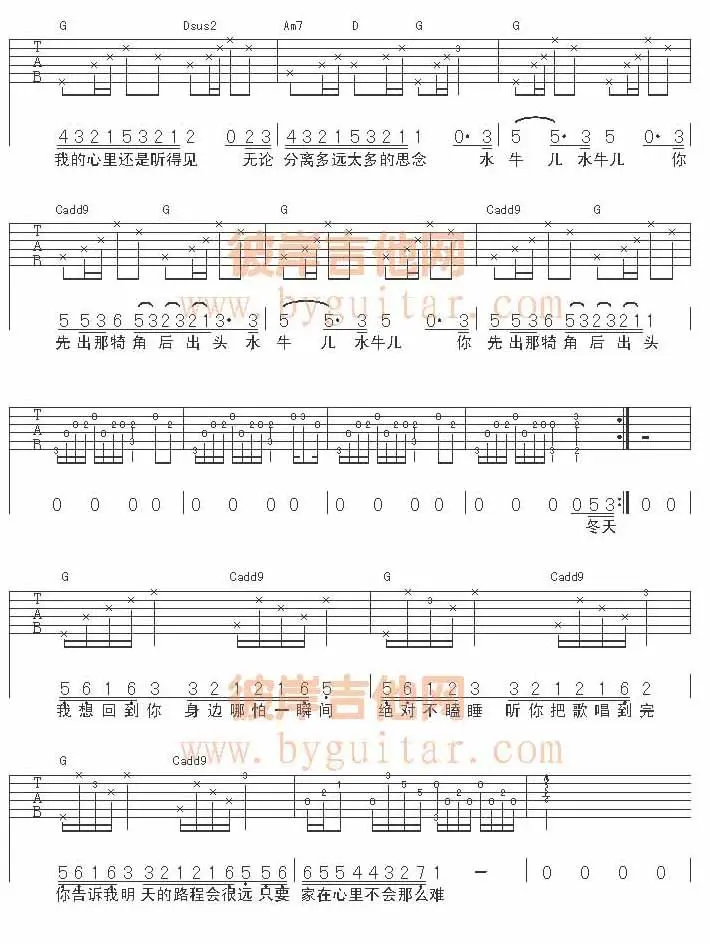 G Dsus2 Am7 D G G
T A B 3
4 3 2 1 5 3 2 1 2 0 2 3 4 3 2 1 5 3 2 1 1 0· 3 5 5· 3 5 5 0· 3
我的心里还是听得见 无论 分离多远太多的思念 水 牛 儿 水牛儿 你
Cadd9 G G Cadd9 G
T A B
彼岸吉他网
www.byguitar.com
5 5 3 6 5 3 2 3 2 1 3· 3 5 5· 3 5 5 0· 3 5 5 3 6 5 3 2 3 2 1 1
先出那犄角后出头水 牛 儿 水牛儿 你 先出那犄角后出头
T A B
0 0 0 0 0 0 0 0 0 0 0 0 0 0 0 0 5 3 0 0
冬天
G Cadd9 G Cadd9
T A B 3 3
5 6 1 6 3 3 2 1 2 1 6 5 5 6 1 2 3 3 2 1 2 1 6 2
我想回到你 身边哪怕一瞬间 绝对不瞌睡 听你把歌唱到完
彼岸吉他网
www.byguitar.com
G Cadd9
T A B
5 6 1 6 3 3 2 1 2 1 6 5 5 6 5 5 4 4 3 2 7 1 – – 0 0 0 0
你告诉我明 天的路程会很远 只要 家在心里不会那么难